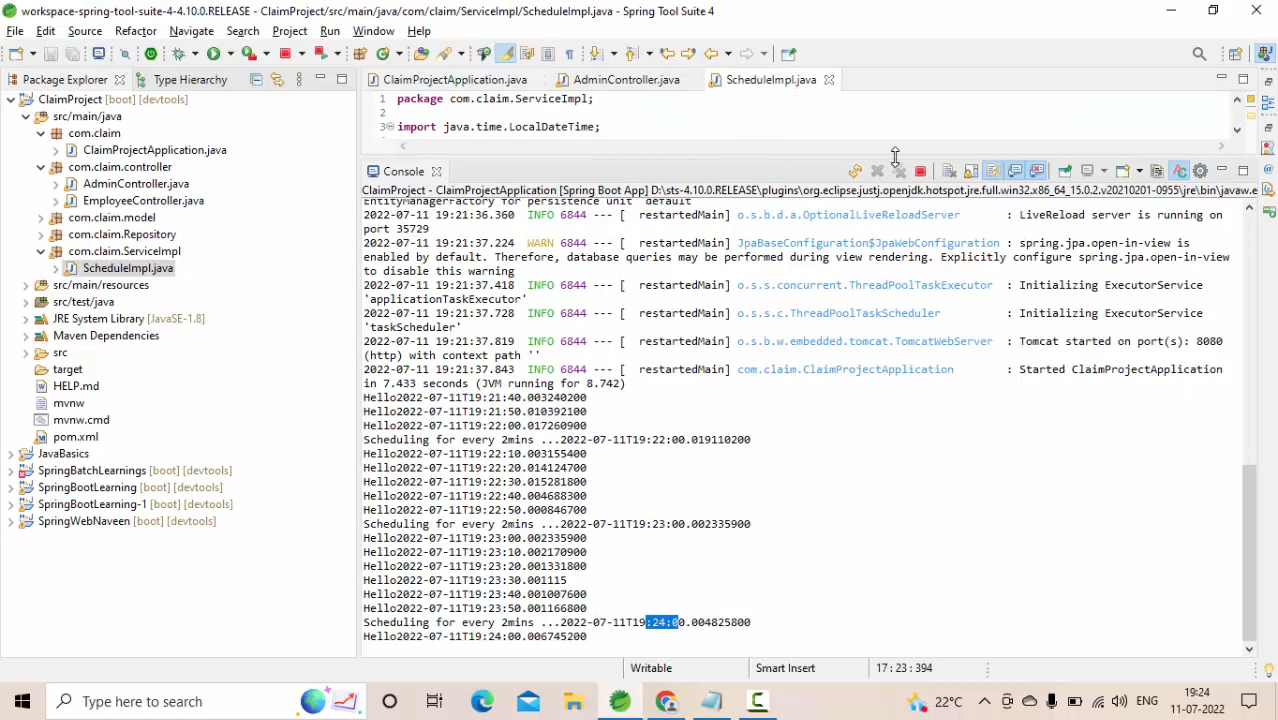 workspace-spring-tool-suite-4-4.10.0.RELEASE - ClaimProject/src/main/java/com/claim/ServiceImpl/ScheduleImpl.java - Spring Tool Suite 4
File Edit Source Refactor Navigate Search Project Run Window Help
Package Explorer Type Hierarchy
ClaimProject [boot] [devtools]
src/main/java
com.claim
ClaimProjectApplication.java
com.claim.controller
AdminController.java
EmployeeController.java
com.claim.model
com.claim.Repository
com.claim.ServiceImpl
ScheduleImpl.java
src/main/resources
src/test/java
JRE System Library [JavaSE-1.8]
Maven Dependencies
src
target
HELP.md
mvnw
mvnw.cmd
pom.xml
JavaBasics
SpringBatchLearnings [boot] [devtools]
SpringBootLearning [boot] [devtools]
SpringBootLearning-1 [boot] [devtools]
SpringWebNaveen [boot] [devtools]
ClaimProjectApplication.java AdminController.java ScheduleImpl.java
1 package com.claim.ServiceImpl;
2
3 import java.time.LocalDateTime;
Console
ClaimProject - ClaimProjectApplication [Spring Boot App] D:\sts-4.10.0.RELEASE\plugins\org.eclipse.justj.openjdk.hotspot.jre.full.win32.x86_64_15.0.2.v20210201-0955\jre\bin\javaw.e
EntityManagerFactory for persistence unit 'default'
2022-07-11 19:21:36.360 INFO 6844 --- [ restartedMain] o.s.b.d.a.OptionalLiveReloadServer : LiveReload server is running on
port 35729
2022-07-11 19:21:37.224 WARN 6844 --- [ restartedMain] JpaBaseConfiguration$JpaWebConfiguration : spring.jpa.open-in-view is
enabled by default. Therefore, database queries may be performed during view rendering. Explicitly configure spring.jpa.open-in-view
to disable this warning
2022-07-11 19:21:37.418 INFO 6844 --- [ restartedMain] o.s.s.concurrent.ThreadPoolTaskExecutor : Initializing ExecutorService
'applicationTaskExecutor'
2022-07-11 19:21:37.728 INFO 6844 --- [ restartedMain] o.s.s.c.ThreadPoolTaskScheduler : Initializing ExecutorService
'taskScheduler'
2022-07-11 19:21:37.819 INFO 6844 --- [ restartedMain] o.s.b.w.embedded.tomcat.TomcatWebServer : Tomcat started on port(s): 8080
(http) with context path ''
2022-07-11 19:21:37.843 INFO 6844 --- [ restartedMain] com.claim.ClaimProjectApplication : Started ClaimProjectApplication
in 7.433 seconds (JVM running for 8.742)
Hello2022-07-11T19:21:40.003240200
Hello2022-07-11T19:21:50.010392100
Hello2022-07-11T19:22:00.017260900
Scheduling for every 2mins ...2022-07-11T19:22:00.019110200
Hello2022-07-11T19:22:10.003155400
Hello2022-07-11T19:22:20.014124700
Hello2022-07-11T19:22:30.015281800
Hello2022-07-11T19:22:40.004688300
Hello2022-07-11T19:22:50.000846700
Scheduling for every 2mins ...2022-07-11T19:23:00.002335900
Hello2022-07-11T19:23:00.002335900
Hello2022-07-11T19:23:10.002170900
Hello2022-07-11T19:23:20.001331800
Hello2022-07-11T19:23:30.001115
Hello2022-07-11T19:23:40.001007600
Hello2022-07-11T19:23:50.001166800
Scheduling for every 2mins ...2022-07-11T19:24:00.004825800
Hello2022-07-11T19:24:00.006745200
Writable Smart Insert 17 : 23 : 394
Type here to search
22°C ENG 19:24
11-07-2022